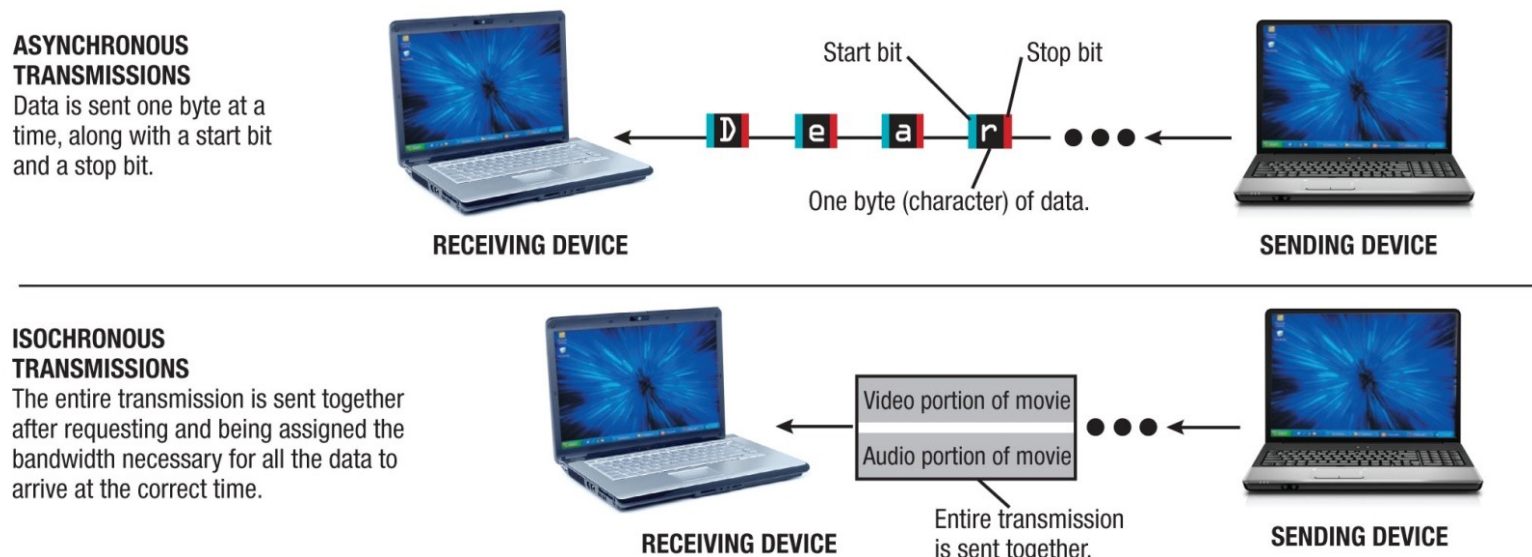 ASYNCHRONOUS
TRANSMISSIONS
Data is sent one byte at a
time, along with a start bit
and a stop bit.
Start bit
Stop bit
D e a r
One byte (character) of data.
RECEIVING DEVICE
SENDING DEVICE
ISOCHRONOUS
TRANSMISSIONS
The entire transmission is sent together
after requesting and being assigned the
bandwidth necessary for all the data to
arrive at the correct time.
Video portion of movie
Audio portion of movie
Entire transmission
is sent together.
RECEIVING DEVICE
SENDING DEVICE